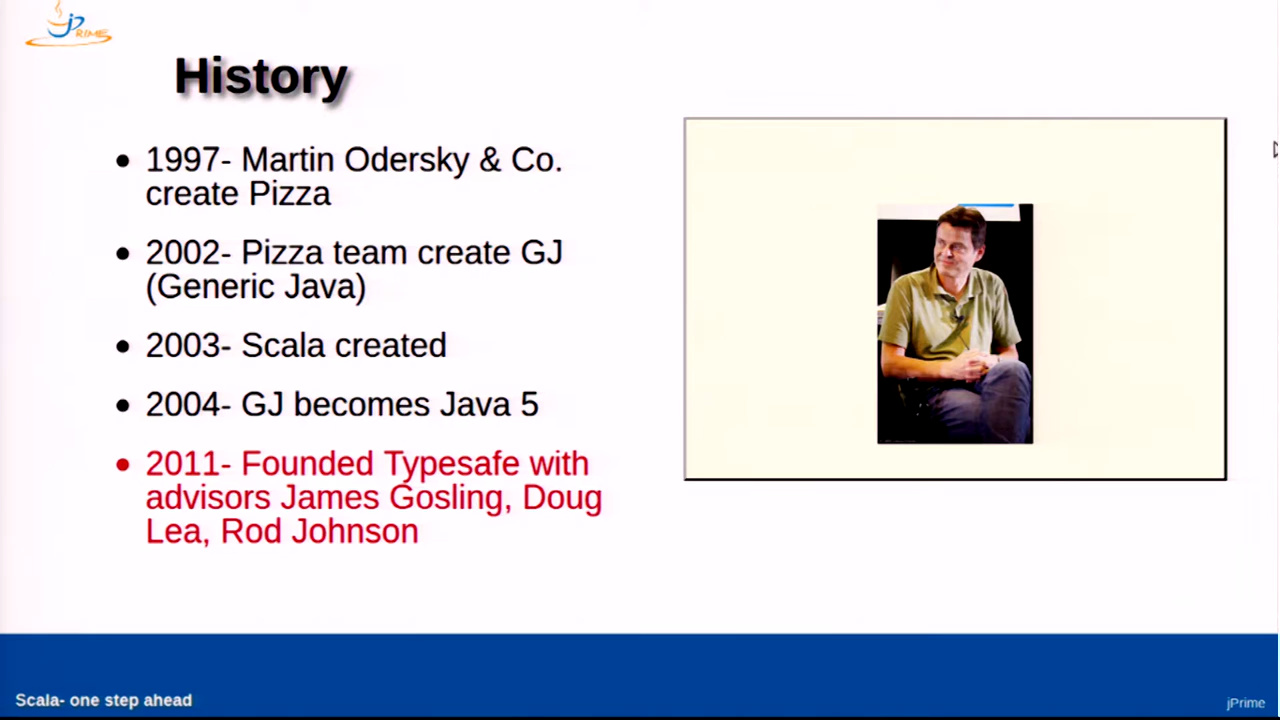 jPRIME
History
1997- Martin Odersky & Co.
create Pizza
2002- Pizza team create GJ
(Generic Java)
2003- Scala created
2004- GJ becomes Java 5
2011- Founded Typesafe with
advisors James Gosling, Doug
Lea, Rod Johnson
Scala- one step ahead
jPrime